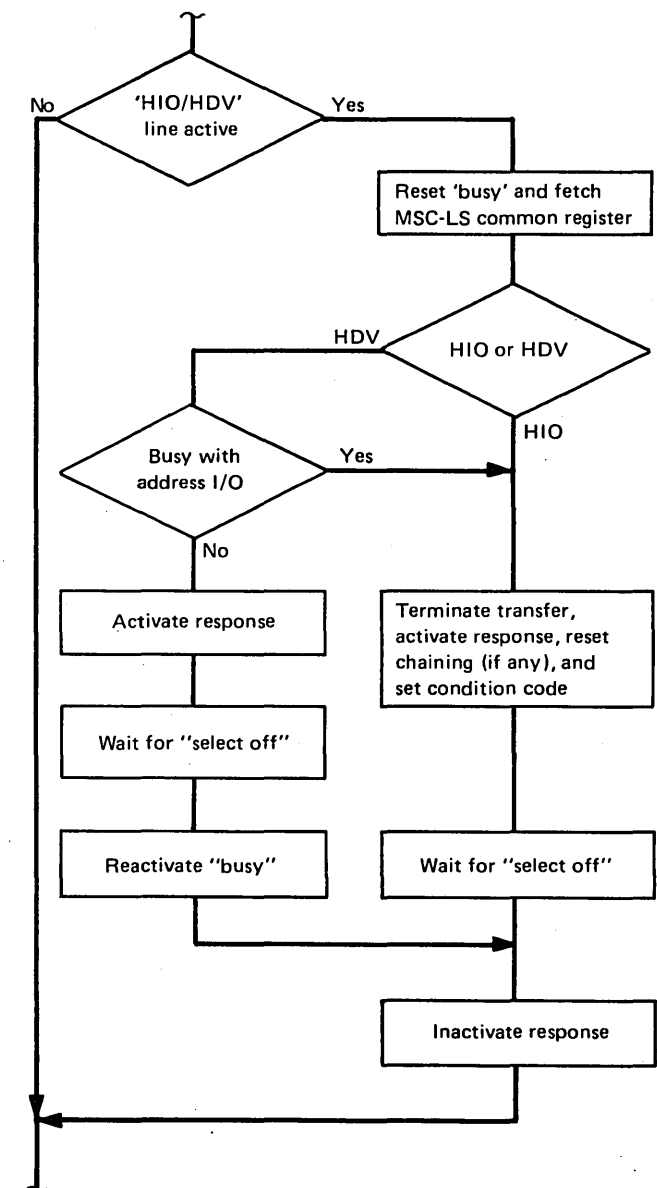 'HIO/HDV'
line active
No
Yes
Reset 'busy' and fetch
MSC-LS common register
HIO or HDV
HDV
HIO
Busy with
address I/O
Yes
No
Activate response
Wait for "select off"
Reactivate "busy"
Terminate transfer,
activate response, reset
chaining (if any), and
set condition code
Wait for "select off"
Inactivate response